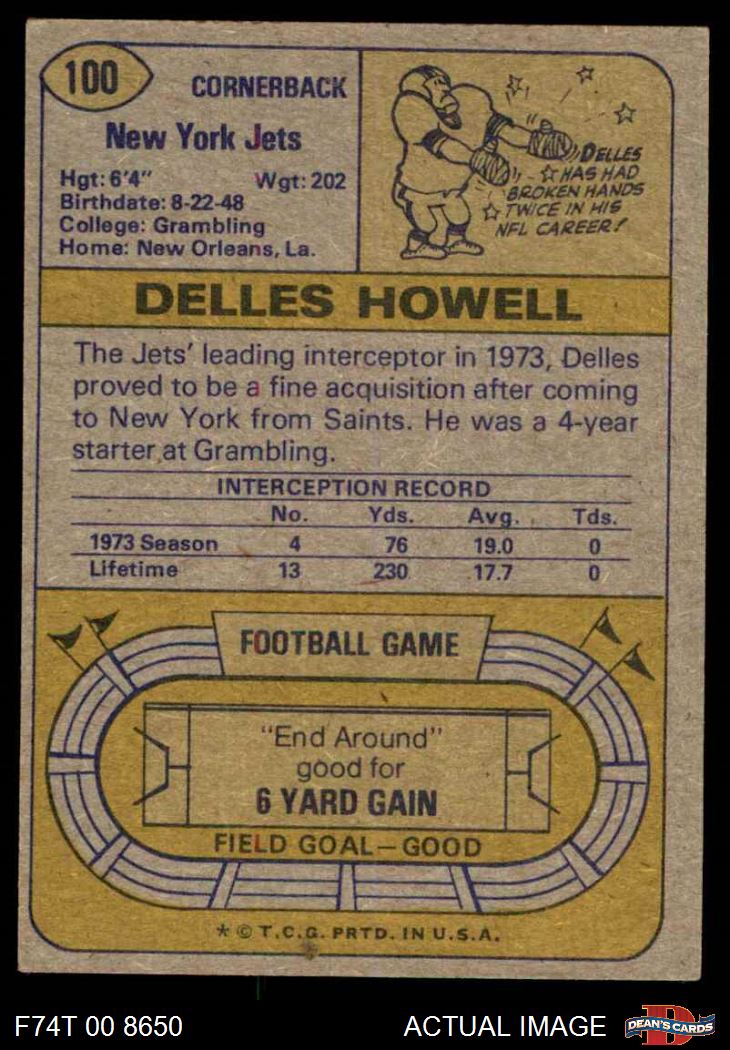 100
CORNERBACK
New York Jets
Hgt: 6'4" Wgt: 202
Birthdate: 8-22-48
College: Grambling
Home: New Orleans, La.
DELLES
HAS HAD
BROKEN HANDS
TWICE IN HIS
NFL CAREER!
DELLES HOWELL
The Jets' leading interceptor in 1973, Delles
proved to be a fine acquisition after coming
to New York from Saints. He was a 4-year
starter at Grambling.
INTERCEPTION RECORD
No. Yds. Avg. Tds.
1973 Season 4 76 19.0 0
Lifetime 13 230 17.7 0
FOOTBALL GAME
"End Around"
good for
6 YARD GAIN
FIELD GOAL—GOOD
* © T.C.G. PRTD. IN U.S.A.
F74T 00 8650 ACTUAL IMAGE
D
DEAN'S CARDS